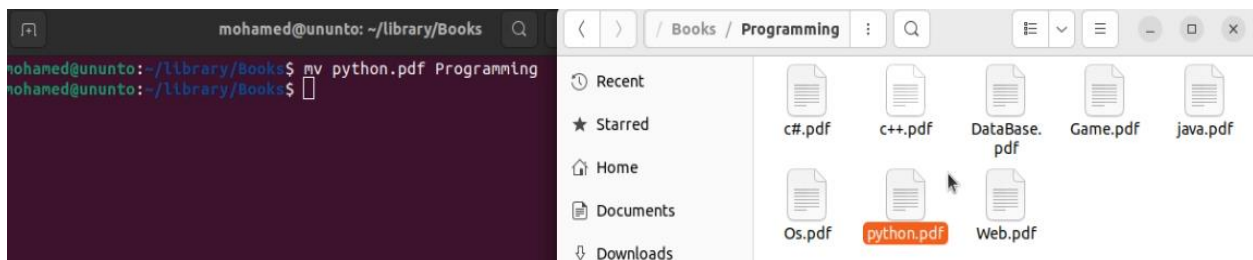 mohamed@ununto: ~/library/Books
mohamed@ununto:~/library/Books$ mv python.pdf Programming
mohamed@ununto:~/library/Books$
/ Books / Programming
Recent
Starred
Home
Documents
Downloads
c#.pdf
c++.pdf
DataBase.
pdf
Game.pdf
java.pdf
Os.pdf
python.pdf
Web.pdf